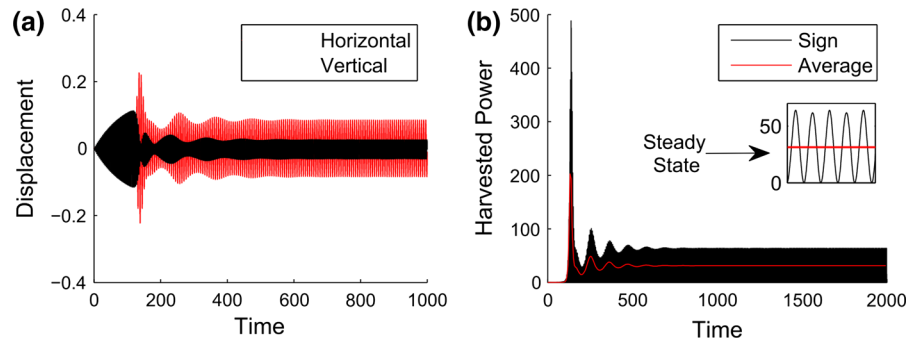 (a)
Displacement
0.4
0.2
0
−0.2
−0.4
0
200
400
600
800
1000
Time
Horizontal
Vertical
(b)
Harvested Power
500
400
300
200
100
0
0
500
1000
1500
2000
Time
Sign
Average
Steady
State
50
0